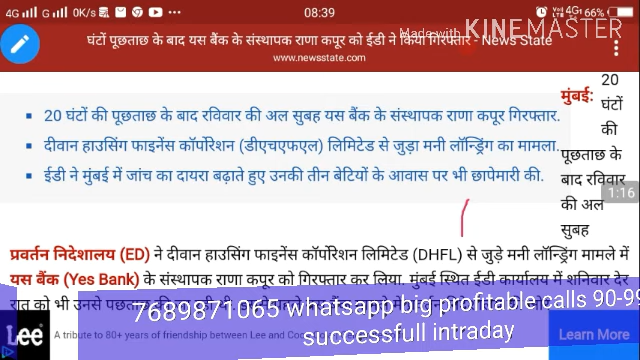 4G G 0K/s 08:39 VoI LTE 4G 66%
Made with KINEMASTER
घंटों पूछताछ के बाद यस बैंक के संस्थापक राणा कपूर को ईडी ने किया गिरफ्तार - News State
www.newsstate.com
20 घंटों की पूछताछ के बाद रविवार की अल सुबह यस बैंक के संस्थापक राणा कपूर गिरफ्तार.
दीवान हाउसिंग फाइनेंस कॉर्पोरेशन (डीएचएफएल) लिमिटेड से जुड़ा मनी लॉन्ड्रिंग का मामला.
ईडी ने मुंबई में जांच का दायरा बढ़ाते हुए उनकी तीन बेटियों के आवास पर भी छापेमारी की.
मुंबई: 20
घंटों
की
पूछताछ के
बाद रविवार
की अल
सुबह
1:16
प्रवर्तन निदेशालय (ED) ने दीवान हाउसिंग फाइनेंस कॉर्पोरेशन लिमिटेड (DHFL) से जुड़े मनी लॉन्ड्रिंग मामले में
यस बैंक (Yes Bank) के संस्थापक राणा कपूर को गिरफ्तार कर लिया. मुंबई स्थित ईडी कार्यालय में शनिवार देर
रात को भी उनसे
7689871065 whatsapp big profitable calls 90-99
successfull intraday
Lee
A tribute to 80+ years of friendship between Lee and
Learn More